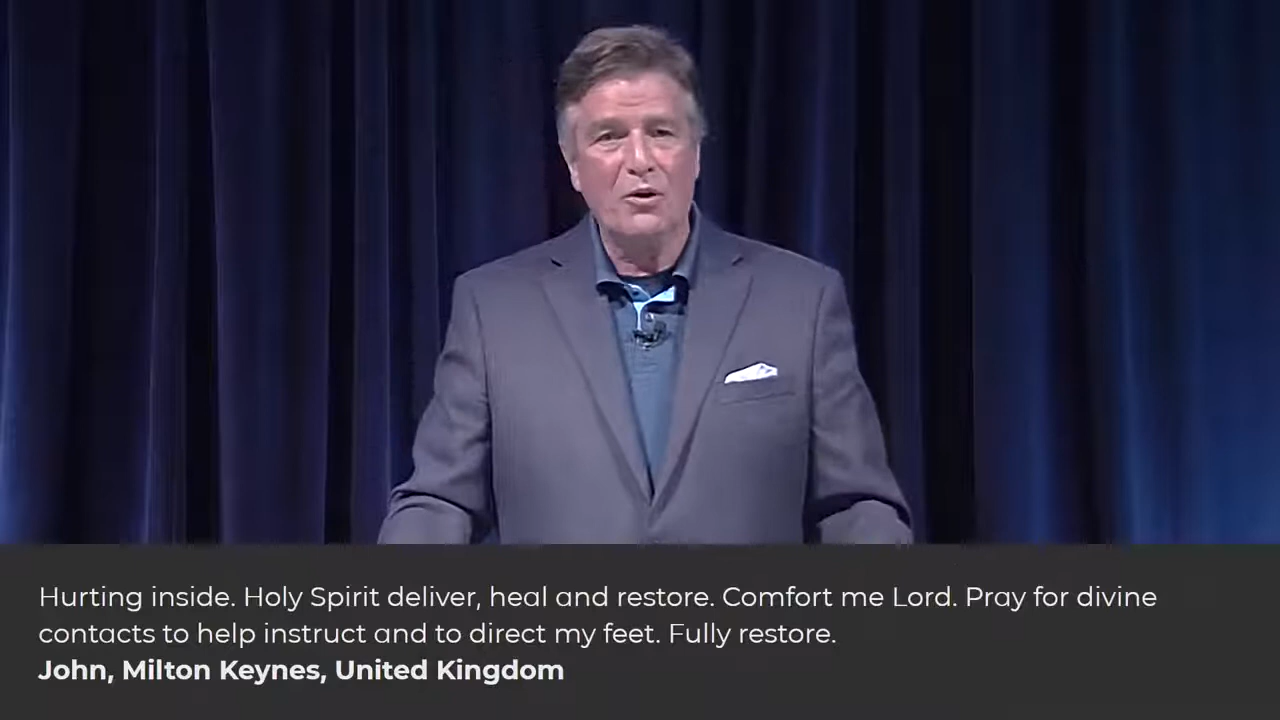 Hurting inside. Holy Spirit deliver, heal and restore. Comfort me Lord. Pray for divine
contacts to help instruct and to direct my feet. Fully restore.
John, Milton Keynes, United Kingdom